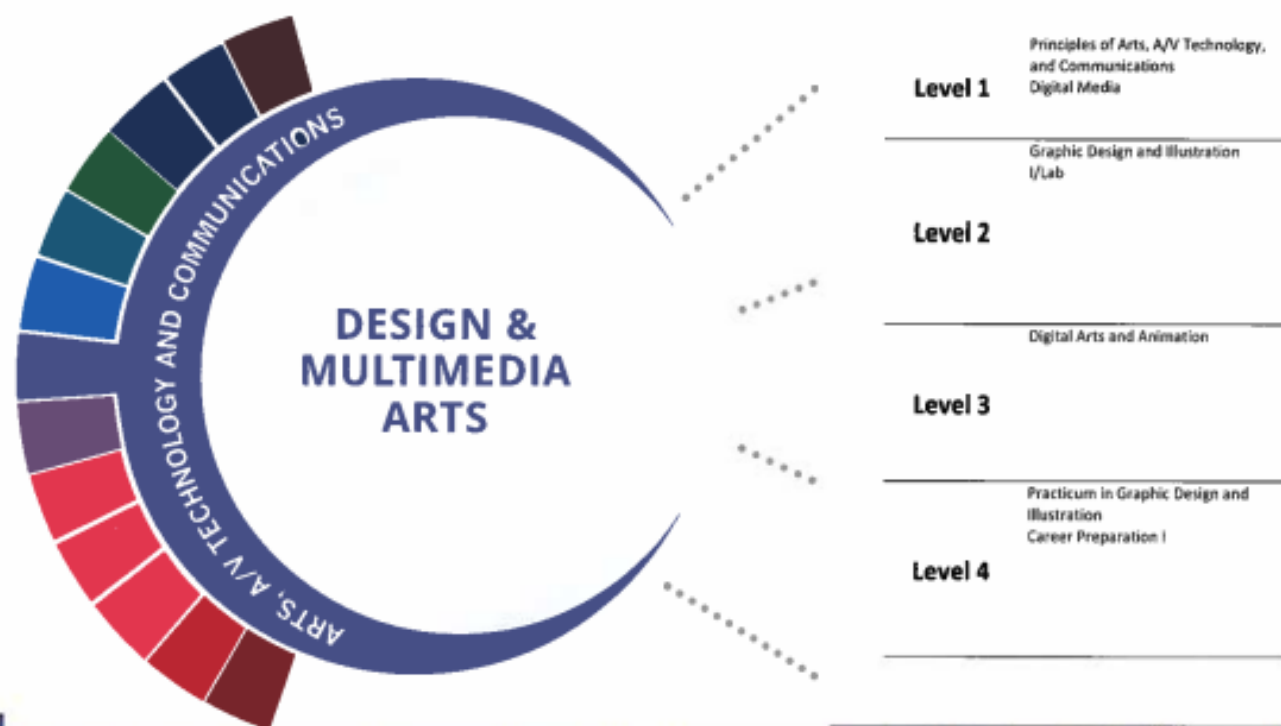 ARTS, A/V TECHNOLOGY AND COMMUNICATIONS
DESIGN &
MULTIMEDIA
ARTS
Level 1
Principles of Arts, A/V Technology,
and Communications
Digital Media
Level 2
Graphic Design and Illustration
I/Lab
Level 3
Digital Arts and Animation
Level 4
Practicum in Graphic Design and
Illustration
Career Preparation I